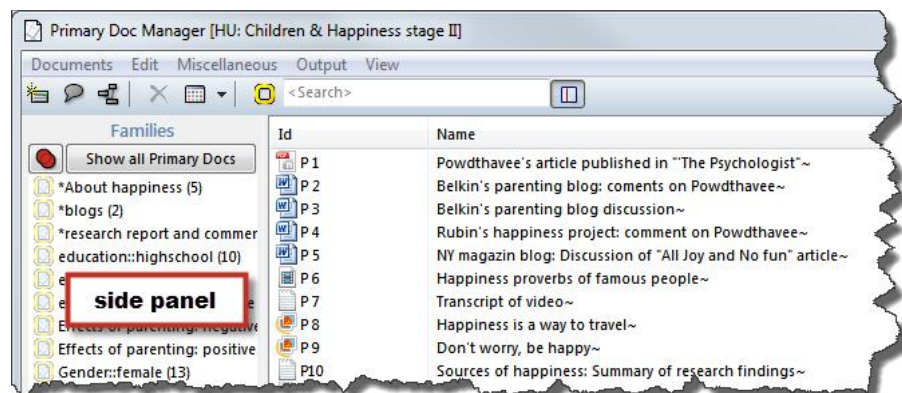 Primary Doc Manager [HU: Children & Happiness stage II]
Documents Edit Miscellaneous Output View
<Search>
Families
Show all Primary Docs
*About happiness (5)
*blogs (2)
*research report and commer
education::highschool (10)
e
e
e
Effects of parenting: negative
Effects of parenting: positive
Gender::female (13)
side panel
Id Name
P 1 Powdthavee's article published in "'The Psychologist"~
P 2 Belkin's parenting blog: coments on Powdthavee~
P 3 Belkin's parenting blog discussion~
P 4 Rubin's happiness project: comment on Powdthavee~
P 5 NY magazin blog: Discussion of "All Joy and No fun" article~
P 6 Happiness proverbs of famous people~
P 7 Transcript of video~
P 8 Happiness is a way to travel~
P 9 Don't worry, be happy~
P10 Sources of happiness: Summary of research findings~